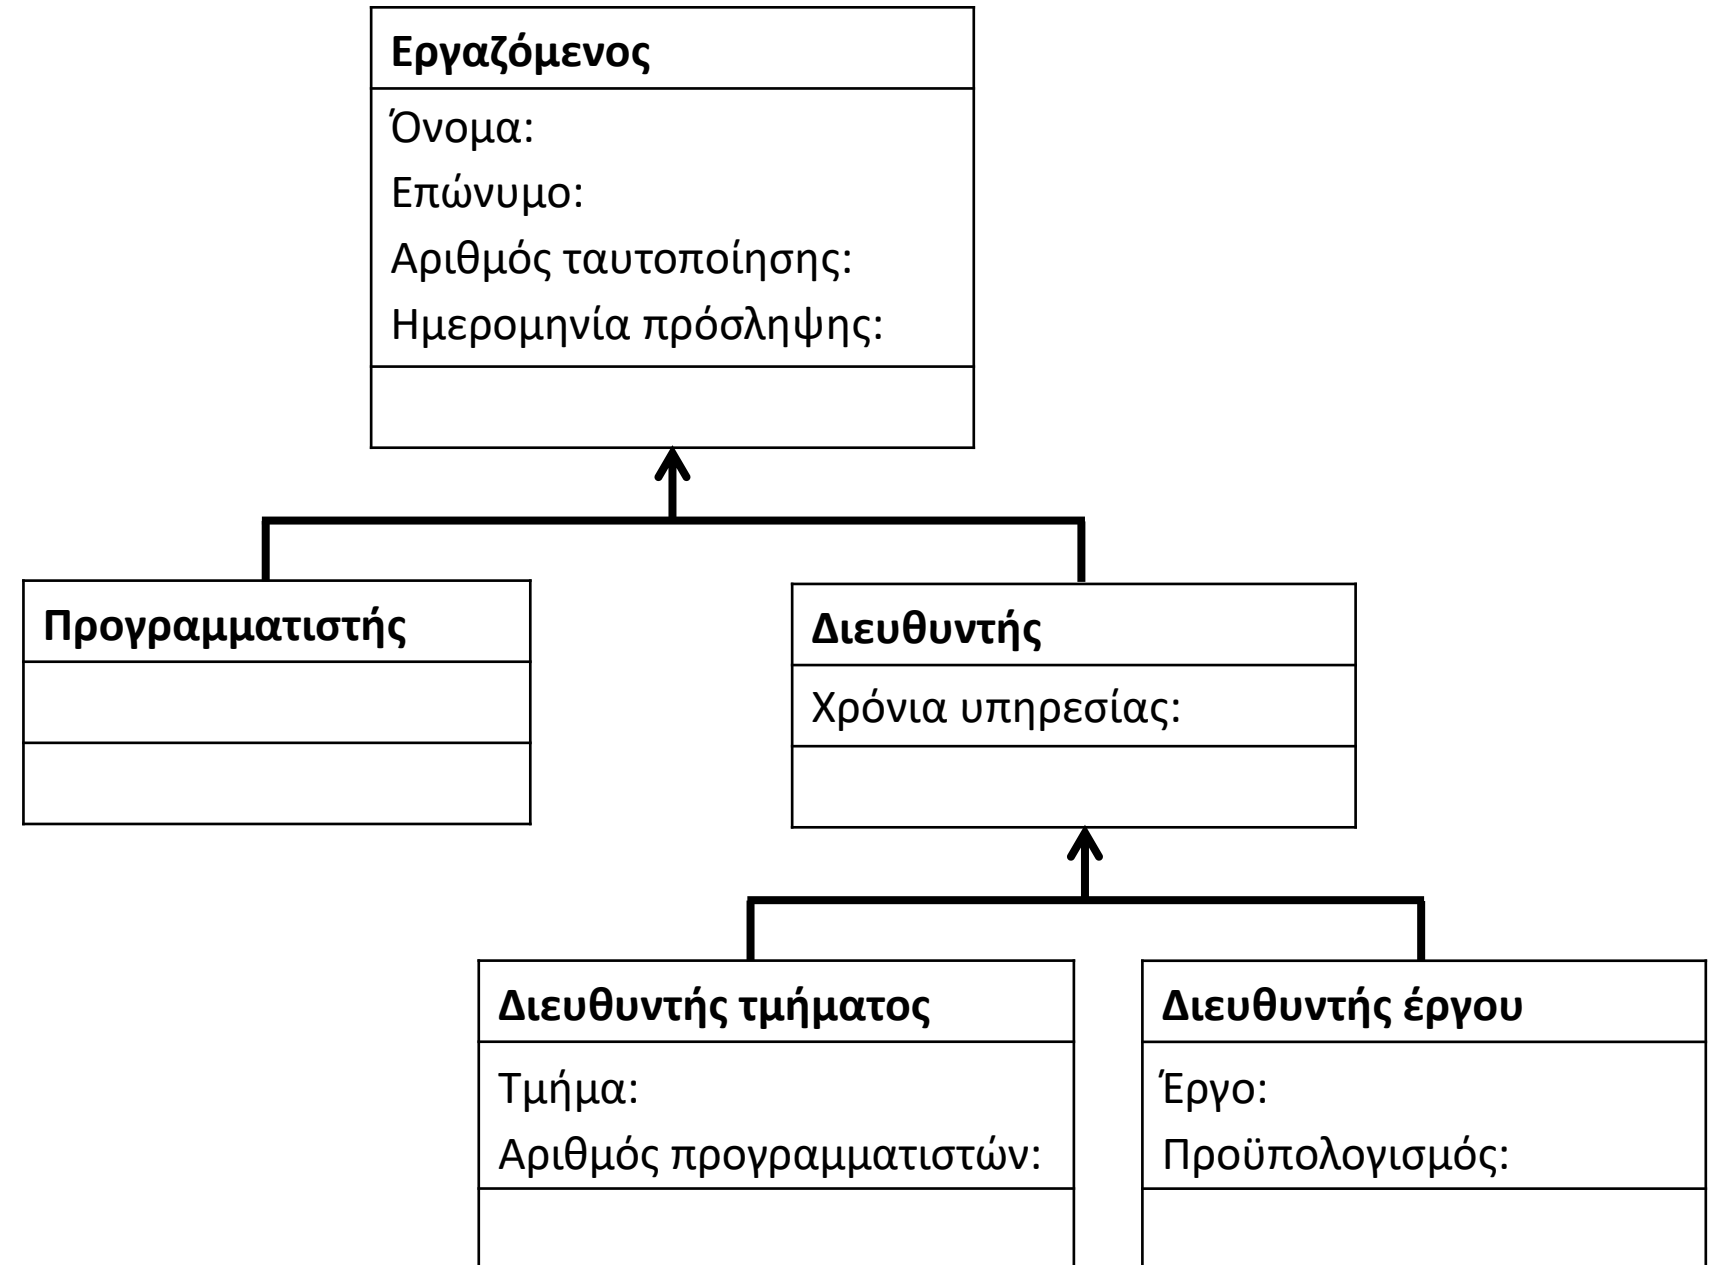 Εργαζόμενος
Όνομα:
Επώνυμο:
Αριθμός ταυτοποίησης:
Ημερομηνία πρόσληψης:
Προγραμματιστής
Διευθυντής
Χρόνια υπηρεσίας:
Διευθυντής τμήματος
Τμήμα:
Αριθμός προγραμματιστών:
Διευθυντής έργου
Έργο:
Προϋπολογισμός: